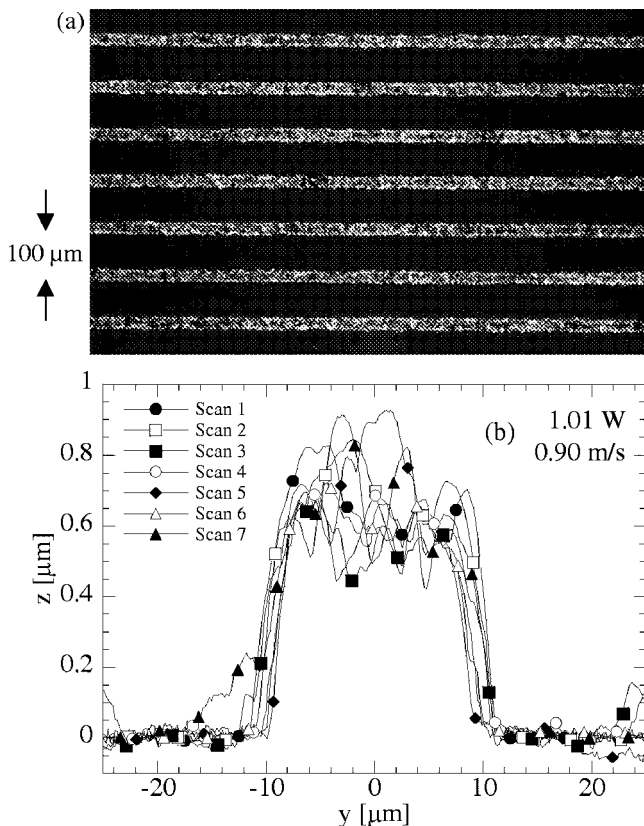 (a)
100 µm
1
0.8
0.6
0.4
0.2
0
z [µm]
Scan 1
Scan 2
Scan 3
Scan 4
Scan 5
Scan 6
Scan 7
(b)
1.01 W
0.90 m/s
-20 -10 0 10 20
y [µm]